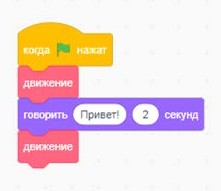 когда нажат
движение
говорить Привет! 2 секунд
движение